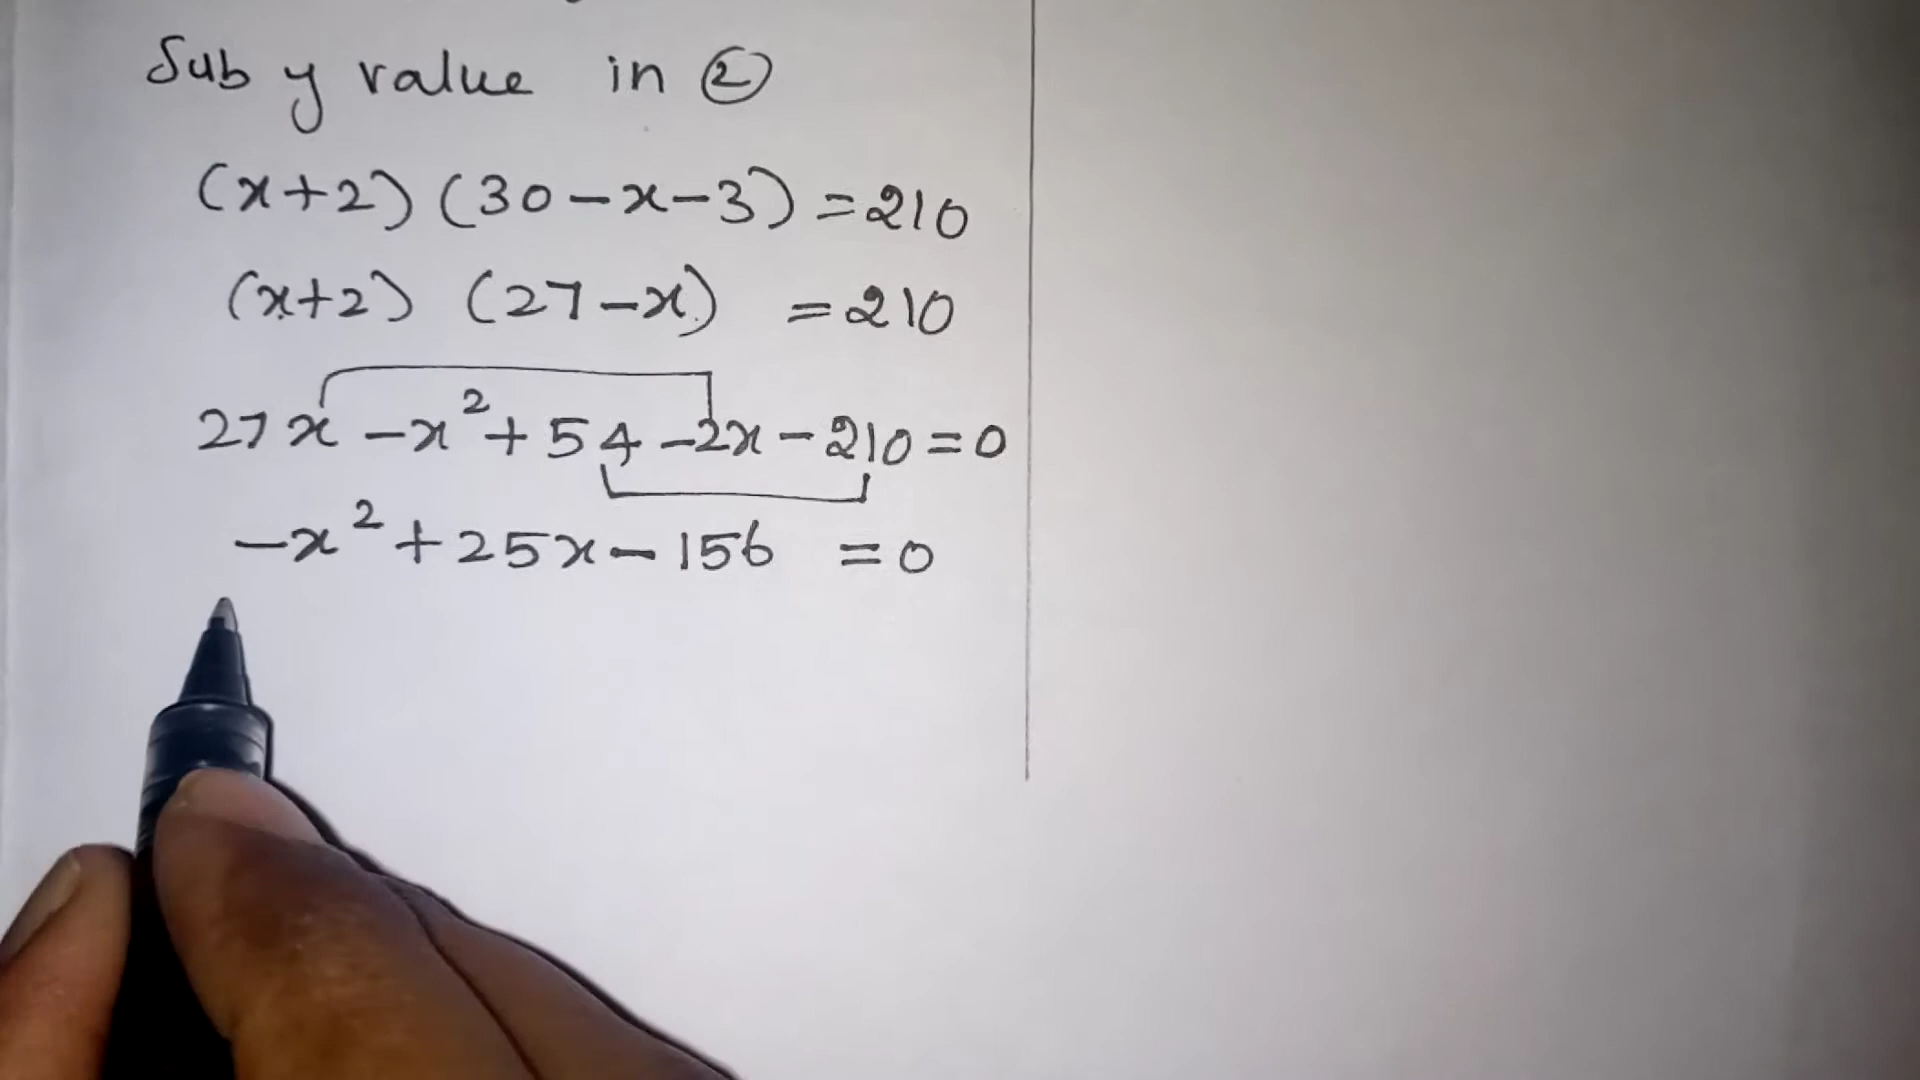 Sub y value in ②
(x+2) (30-x-3) = 210
(x+2) (27-x) = 210
27x - x² + 54 - 2x - 210 = 0
-x² + 25x - 156 = 0